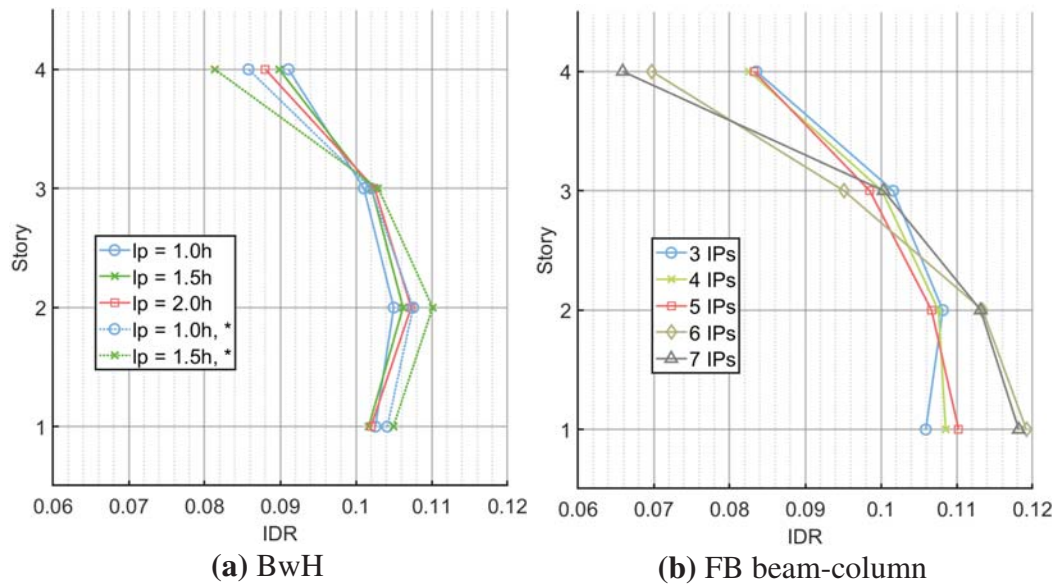 4
3
2
1
Story
lp = 1.0h
lp = 1.5h
lp = 2.0h
lp = 1.0h, *
lp = 1.5h, *
0.06 0.07 0.08 0.09 0.1 0.11 0.12
IDR
(a) BwH
4
3
2
1
Story
3 IPs
4 IPs
5 IPs
6 IPs
7 IPs
0.06 0.07 0.08 0.09 0.1 0.11 0.12
IDR
(b) FB beam-column